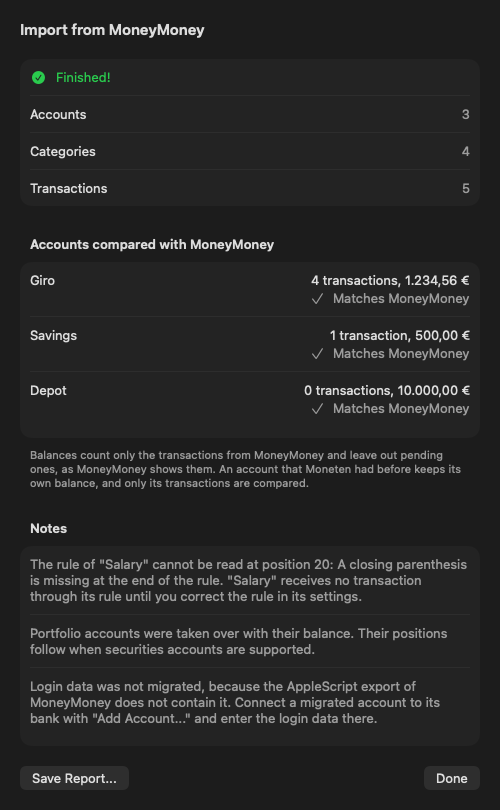 Import from MoneyMoney
Finished!
Accounts 3
Categories 4
Transactions 5
Accounts compared with MoneyMoney
Giro 4 transactions, 1.234,56 €
Matches MoneyMoney
Savings 1 transaction, 500,00 €
Matches MoneyMoney
Depot 0 transactions, 10.000,00 €
Matches MoneyMoney
Balances count only the transactions from MoneyMoney and leave out pending
ones, as MoneyMoney shows them. An account that Moneten had before keeps its
own balance, and only its transactions are compared.
Notes
The rule of "Salary" cannot be read at position 20: A closing parenthesis
is missing at the end of the rule. "Salary" receives no transaction
through its rule until you correct the rule in its settings.
Portfolio accounts were taken over with their balance. Their positions
follow when securities accounts are supported.
Login data was not migrated, because the AppleScript export of
MoneyMoney does not contain it. Connect a migrated account to its
bank with "Add Account..." and enter the login data there.
Save Report... Done